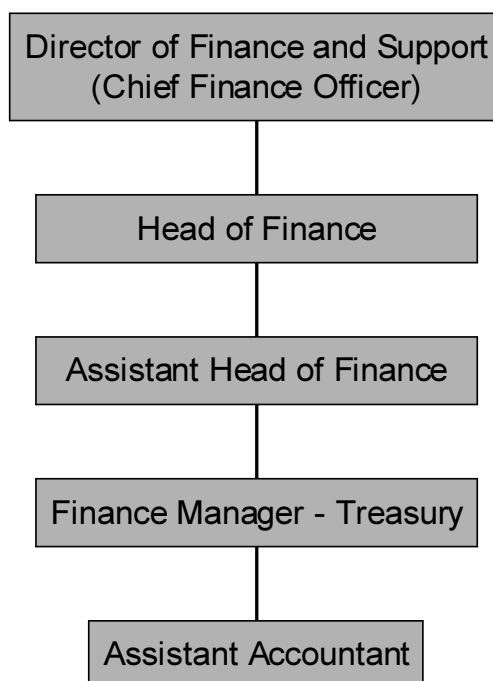 Director of Finance and Support
(Chief Finance Officer)
Head of Finance
Assistant Head of Finance
Finance Manager - Treasury
Assistant Accountant